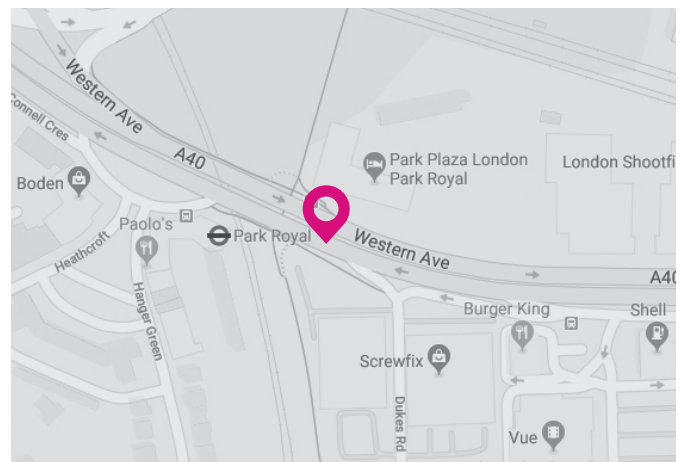 Western Ave
Connell Cres
A40
Boden
Park Plaza London
Park Royal
London Shootfi
Paolo's
Park Royal
Western Ave
Heathcroft
A40
Hanger Green
Burger King
Shell
Screwfix
Dukes Rd
Vue